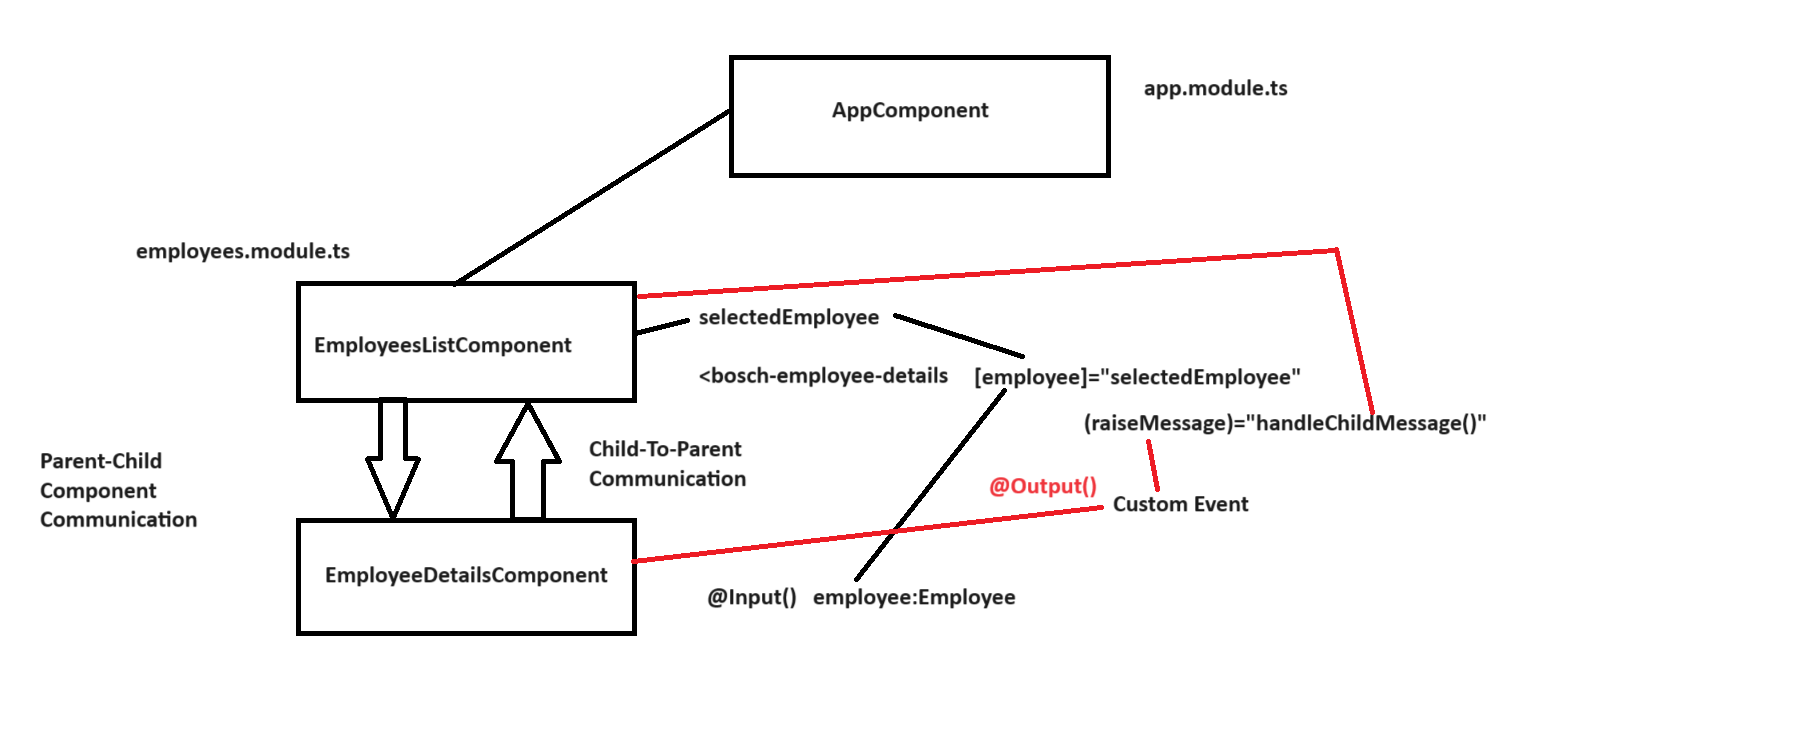 app.module.ts
AppComponent
employees.module.ts
EmployeesListComponent
selectedEmployee
<bosch-employee-details [employee]="selectedEmployee"
(raiseMessage)="handleChildMessage()"
Parent-Child
Component
Communication
Child-To-Parent
Communication
@Output()
Custom Event
EmployeeDetailsComponent
@Input() employee:Employee